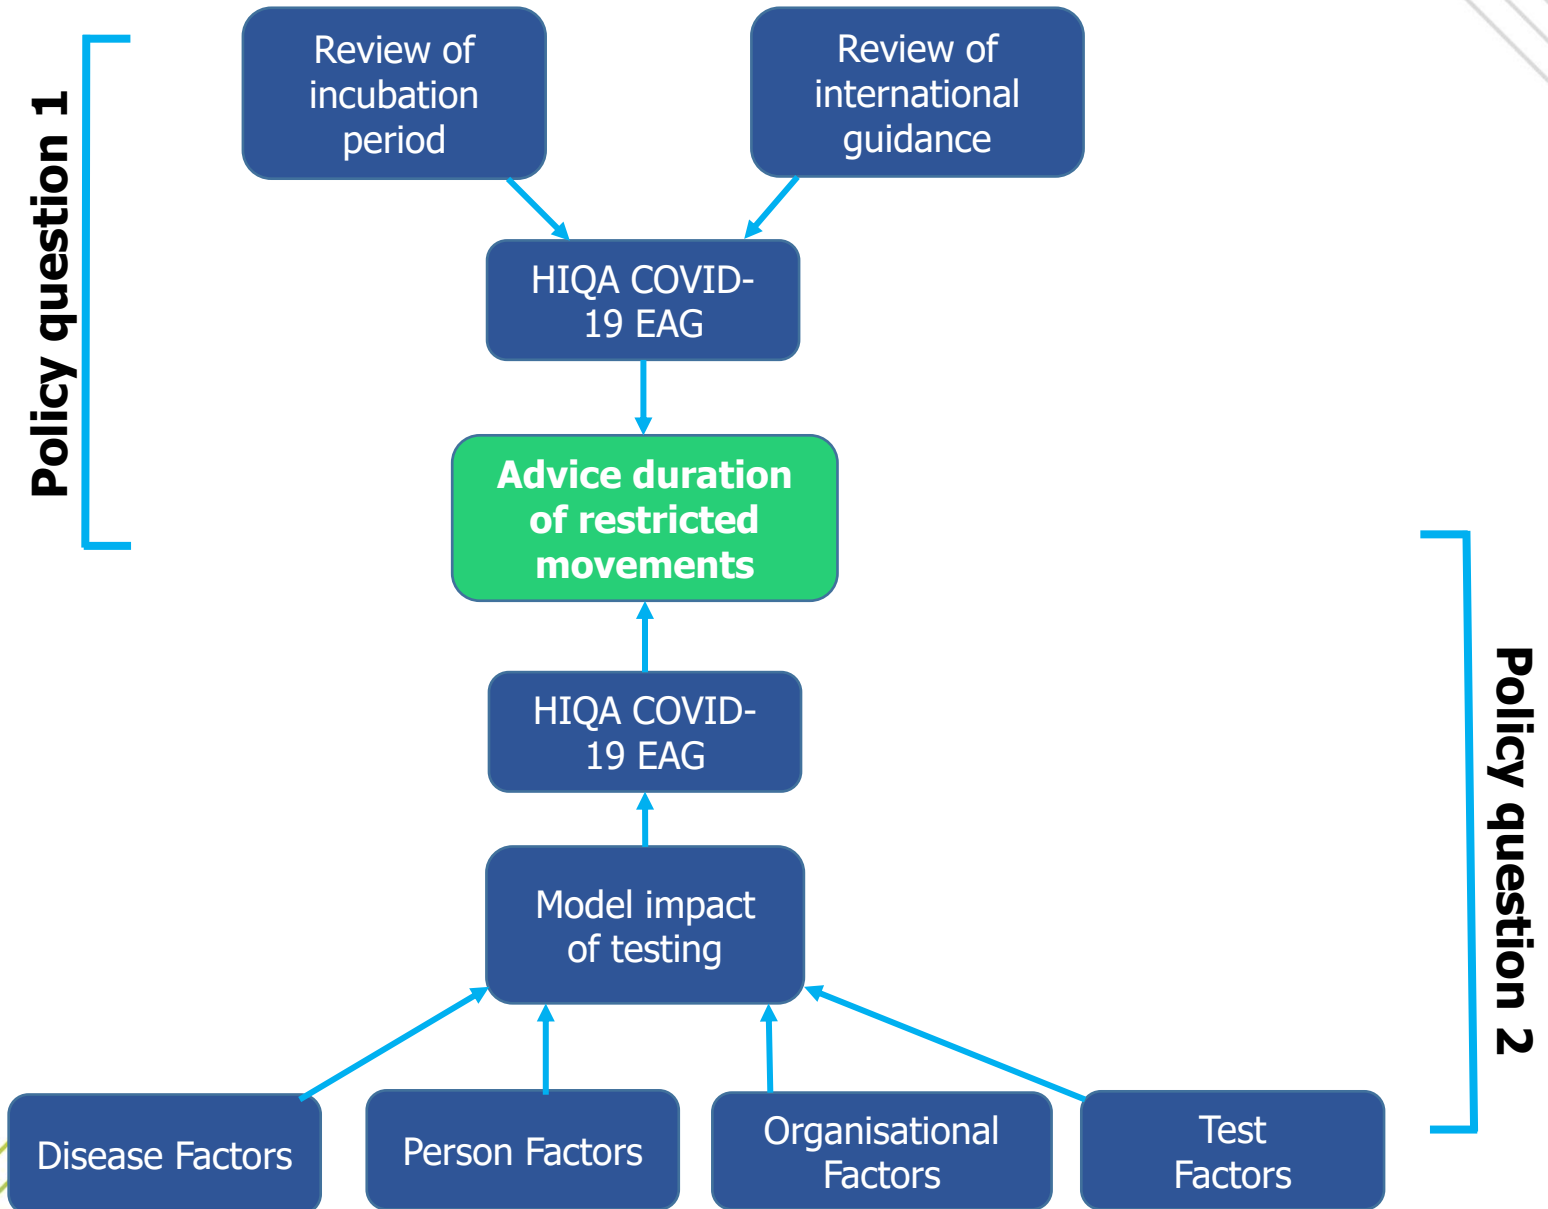 Policy question 1
Review of
incubation
period
Review of
international
guidance
HIQA COVID-
19 EAG
Advice duration
of restricted
movements
HIQA COVID-
19 EAG
Model impact
of testing
Policy question 2
Disease Factors
Person Factors
Organisational
Factors
Test
Factors